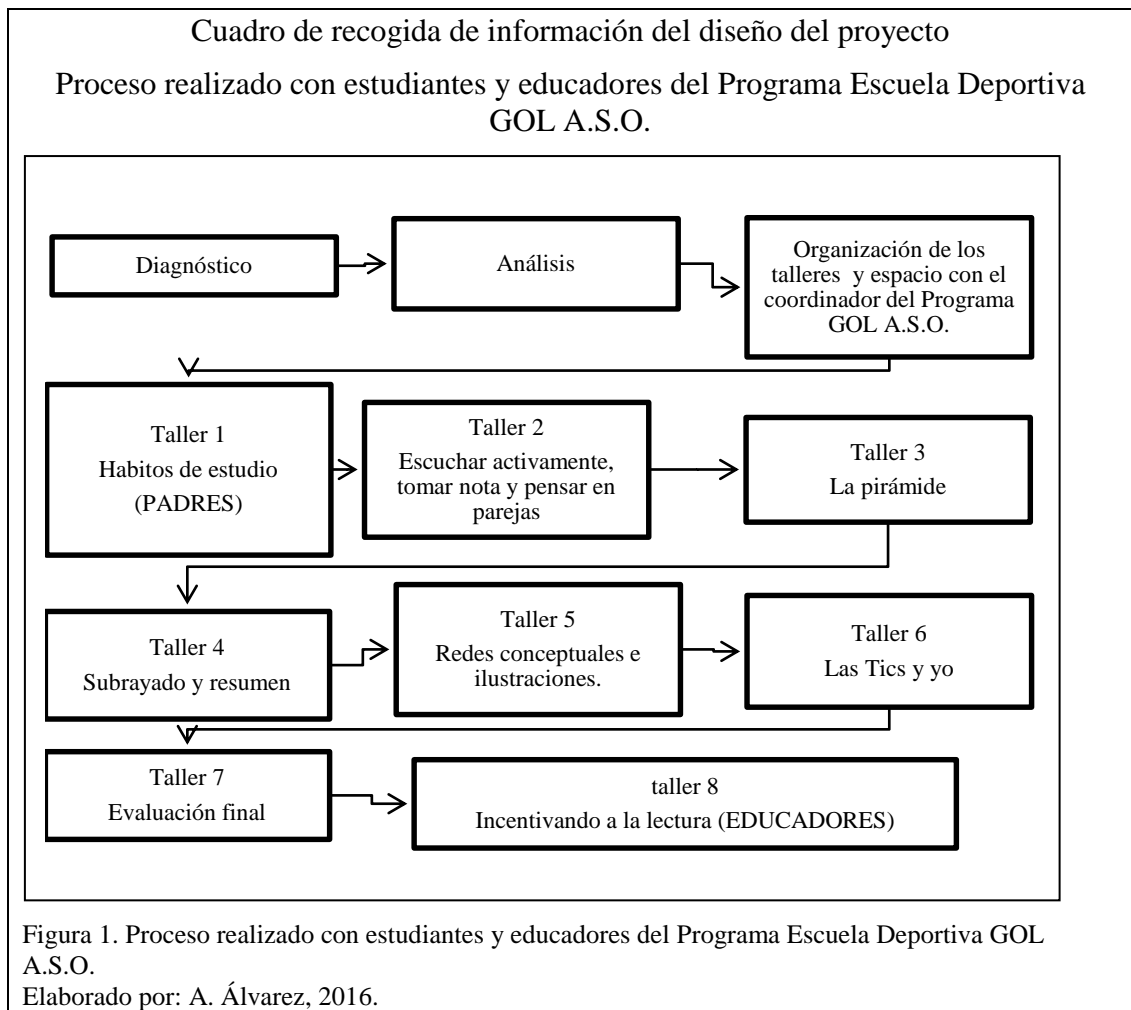 Cuadro de recogida de información del diseño del proyecto
Proceso realizado con estudiantes y educadores del Programa Escuela Deportiva
GOL A.S.O.
Diagnóstico
Análisis
Organización de los
talleres y espacio con el
coordinador del Programa
GOL A.S.O.
Taller 1
Habitos de estudio
(PADRES)
Taller 2
Escuchar activamente,
tomar nota y pensar en
parejas
Taller 3
La pirámide
Taller 4
Subrayado y resumen
Taller 5
Redes conceptuales e
ilustraciones.
Taller 6
Las Tics y yo
Taller 7
Evaluación final
taller 8
Incentivando a la lectura (EDUCADORES)
Figura 1. Proceso realizado con estudiantes y educadores del Programa Escuela Deportiva GOL
A.S.O.
Elaborado por: A. Álvarez, 2016.